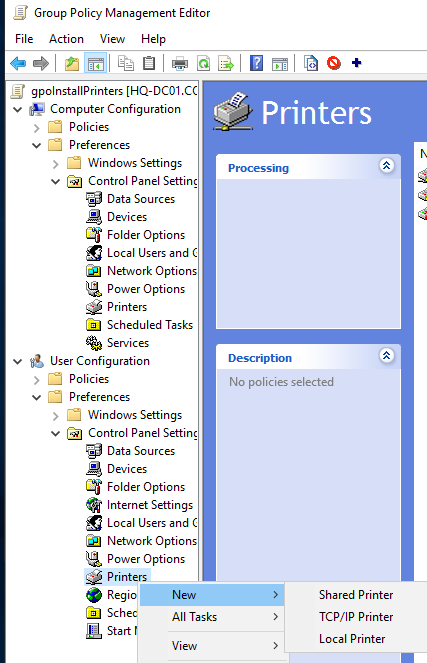 Group Policy Management Editor
File Action View Help
gpoInstallPrinters [HQ-DC01.CO
Computer Configuration
Policies
Preferences
Windows Settings
Control Panel Setting
Data Sources
Devices
Folder Options
Local Users and G
Network Options
Power Options
Printers
Scheduled Tasks
Services
User Configuration
Policies
Preferences
Windows Settings
Control Panel Setting
Data Sources
Devices
Folder Options
Internet Settings
Local Users and G
Network Options
Power Options
Printers
Regio
Sched
Start M
Printers
Processing
Description
No policies selected
N
New
All Tasks
View
Shared Printer
TCP/IP Printer
Local Printer